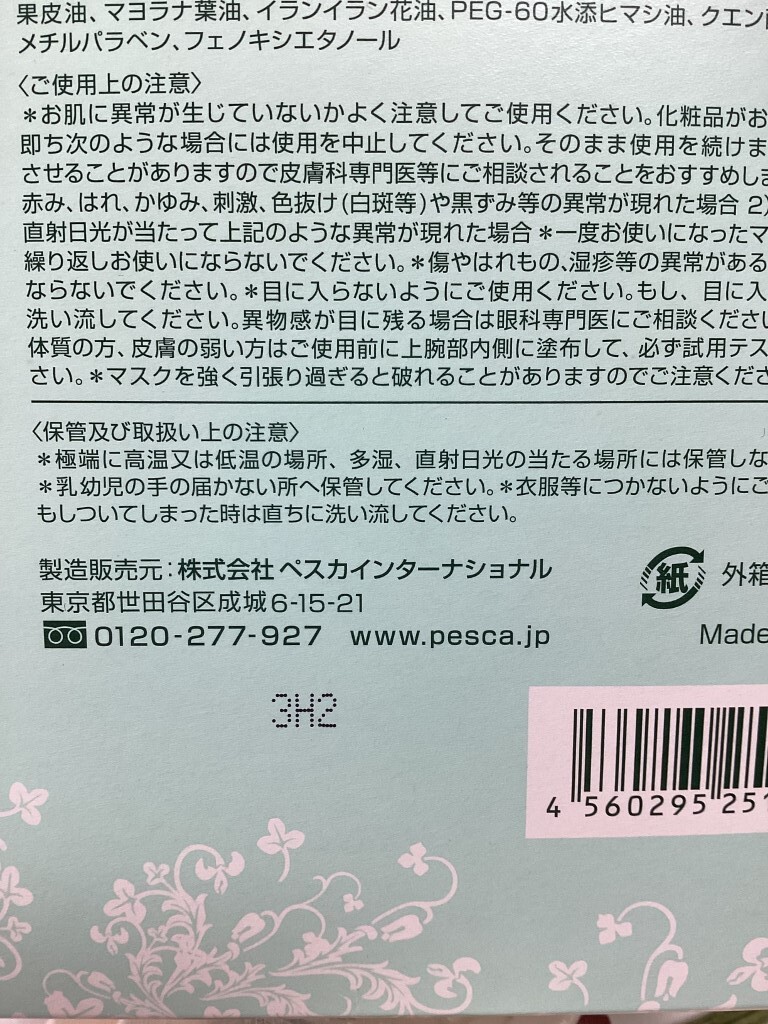 果皮油、マヨラナ葉油、イランイラン花油、PEG-60水添ヒマシ油、クエン
メチルパラベン、フェノキシエタノール
〈ご使用上の注意〉
＊お肌に異常が生じていないかよく注意してご使用ください。化粧品がお
即ち次のような場合には使用を中止してください。そのまま使用を続けま
させることがありますので皮膚科専門医等にご相談されることをおすすめしま
赤み、はれ、かゆみ、刺激、色抜け(白斑等)や黒ずみ等の異常が現れた場合 2)
直射日光が当たって上記のような異常が現れた場合＊一度お使いになったマ
繰り返しお使いにならないでください。＊傷やはれもの、湿疹等の異常がある
ならないでください。＊目に入らないようにご使用ください。もし、目に入
洗い流してください。異物感が目に残る場合は眼科専門医にご相談くださ
体質の方、皮膚の弱い方はご使用前に上腕部内側に塗布して、必ず試用テス
さい。＊マスクを強く引張り過ぎると破れることがありますのでご注意くださ
〈保管及び取扱い上の注意〉
＊極端に高温又は低温の場所、多湿、直射日光の当たる場所には保管しな
＊乳幼児の手の届かない所へ保管してください。＊衣服等につかないようにご
もしついてしまった時は直ちに洗い流してください。
製造販売元：株式会社 ペスカインターナショナル
紙 外箱
東京都世田谷区成城6-15-21
0120-277-927 www.pesca.jp
Made
3H2
4 560295 251